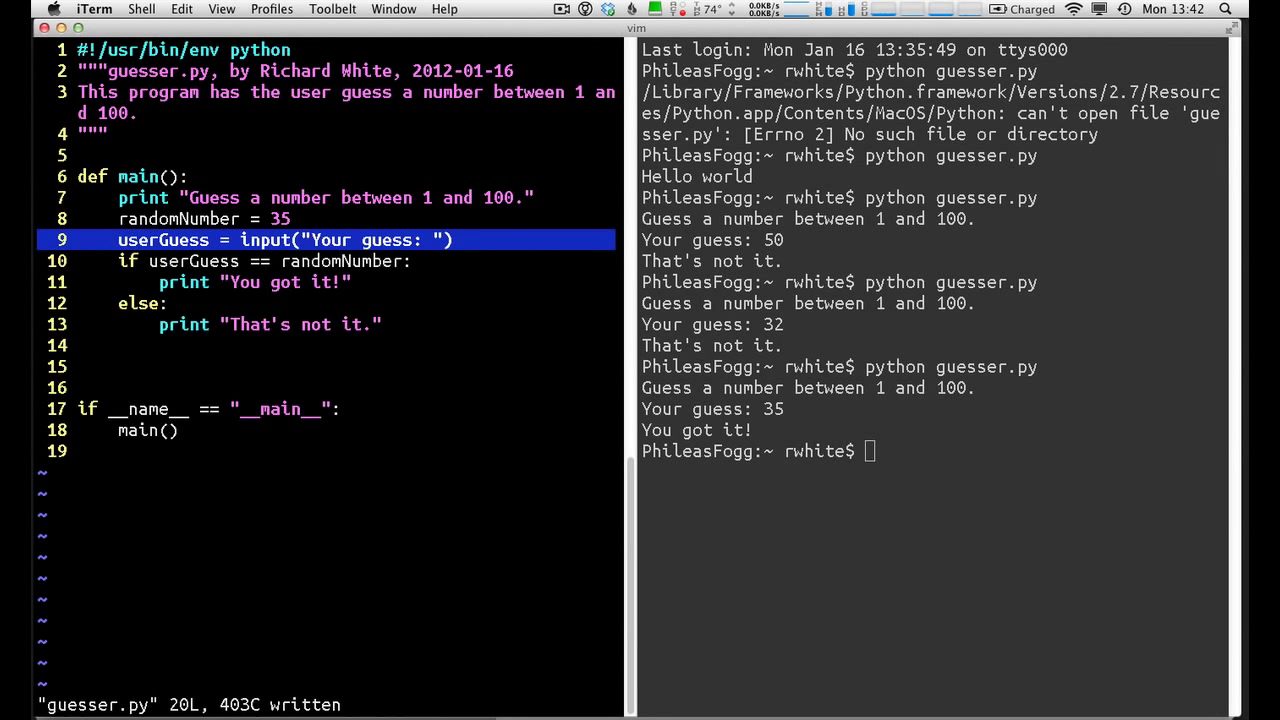 iTerm Shell Edit View Profiles Toolbelt Window Help 74° 0.0KB/s 0.0KB/s Charged Mon 13:42
vim
1 #!/usr/bin/env python
2 """guesser.py, by Richard White, 2012-01-16
3 This program has the user guess a number between 1 an
d 100.
4 """
5
6 def main():
7 print "Guess a number between 1 and 100."
8 randomNumber = 35
9 userGuess = input("Your guess: ")
10 if userGuess == randomNumber:
11 print "You got it!"
12 else:
13 print "That's not it."
14
15
16
17 if __name__ == "__main__":
18 main()
19
~
~
~
~
~
~
~
~
~
~
~
"guesser.py" 20L, 403C written
Last login: Mon Jan 16 13:35:49 on ttys000
PhileasFogg:~ rwhite$ python guesser.py
/Library/Frameworks/Python.framework/Versions/2.7/Resourc
es/Python.app/Contents/MacOS/Python: can't open file 'gue
sser.py': [Errno 2] No such file or directory
PhileasFogg:~ rwhite$ python guesser.py
Hello world
PhileasFogg:~ rwhite$ python guesser.py
Guess a number between 1 and 100.
Your guess: 50
That's not it.
PhileasFogg:~ rwhite$ python guesser.py
Guess a number between 1 and 100.
Your guess: 32
That's not it.
PhileasFogg:~ rwhite$ python guesser.py
Guess a number between 1 and 100.
Your guess: 35
You got it!
PhileasFogg:~ rwhite$